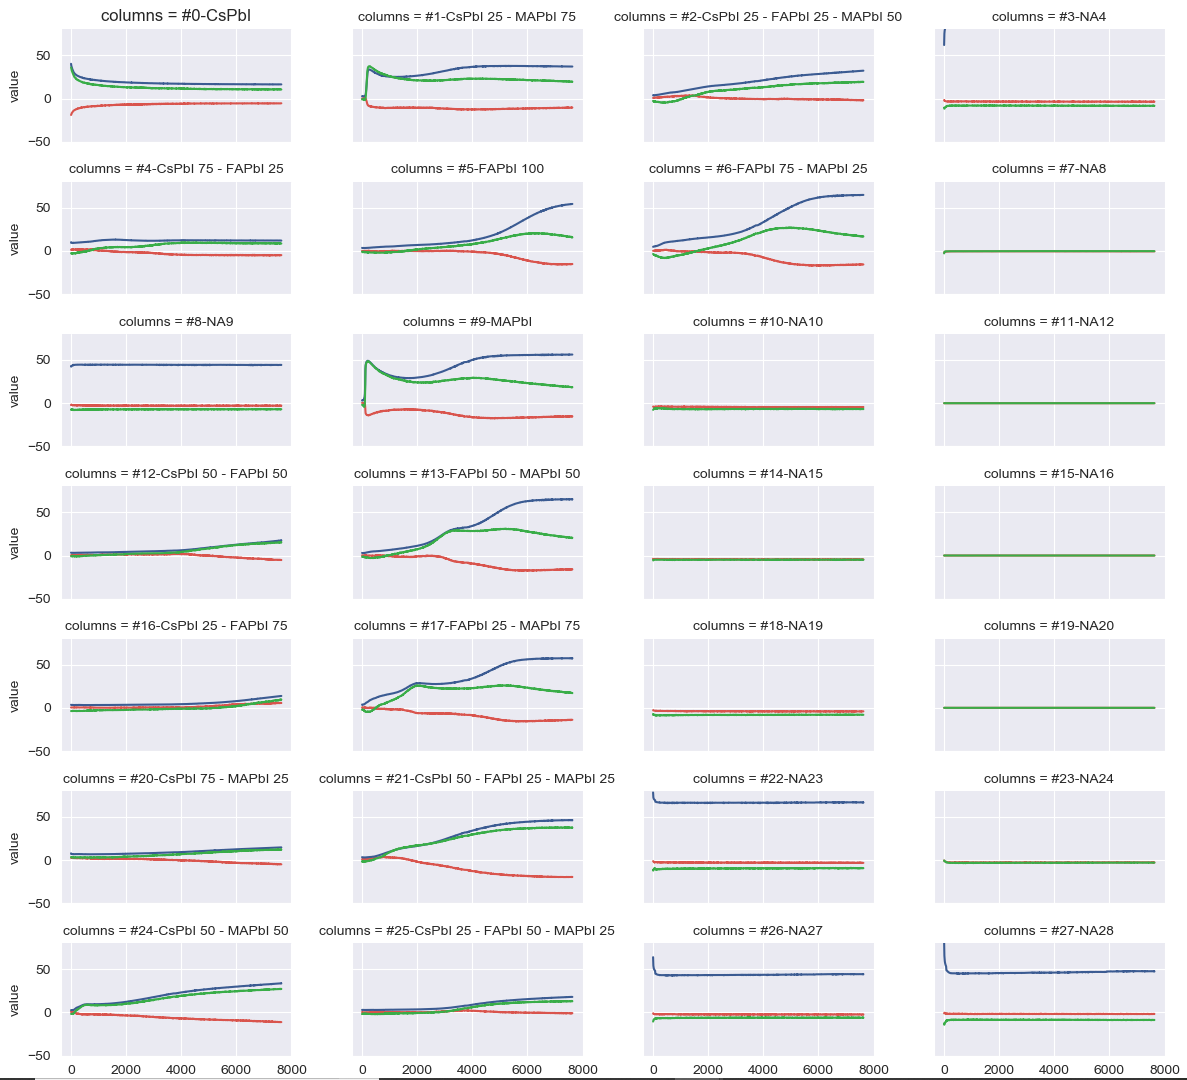 columns = #0-CsPbI
columns = #1-CsPbI 25 - MAPbI 75
columns = #2-CsPbI 25 - FAPbI 25 - MAPbI 50
columns = #3-NA4
50
0
−50
value
columns = #4-CsPbI 75 - FAPbI 25
columns = #5-FAPbI 100
columns = #6-FAPbI 75 - MAPbI 25
columns = #7-NA8
50
0
−50
value
columns = #8-NA9
columns = #9-MAPbI
columns = #10-NA10
columns = #11-NA12
50
0
−50
value
columns = #12-CsPbI 50 - FAPbI 50
columns = #13-FAPbI 50 - MAPbI 50
columns = #14-NA15
columns = #15-NA16
50
0
−50
value
columns = #16-CsPbI 25 - FAPbI 75
columns = #17-FAPbI 25 - MAPbI 75
columns = #18-NA19
columns = #19-NA20
50
0
−50
value
columns = #20-CsPbI 75 - MAPbI 25
columns = #21-CsPbI 50 - FAPbI 25 - MAPbI 25
columns = #22-NA23
columns = #23-NA24
50
0
−50
value
columns = #24-CsPbI 50 - MAPbI 50
columns = #25-CsPbI 25 - FAPbI 50 - MAPbI 25
columns = #26-NA27
columns = #27-NA28
50
0
−50
value
0 2000 4000 6000 8000
0 2000 4000 6000 8000
0 2000 4000 6000 8000
0 2000 4000 6000 8000